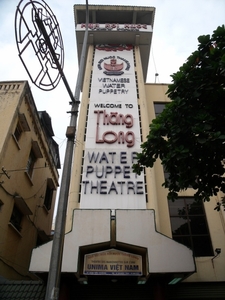 VIETNAMESE
WATER
PUPPETRY
WELCOME TO
Thăng
Long
WATER
PUPPET
THEATRE
UNIMA VIỆT NAM